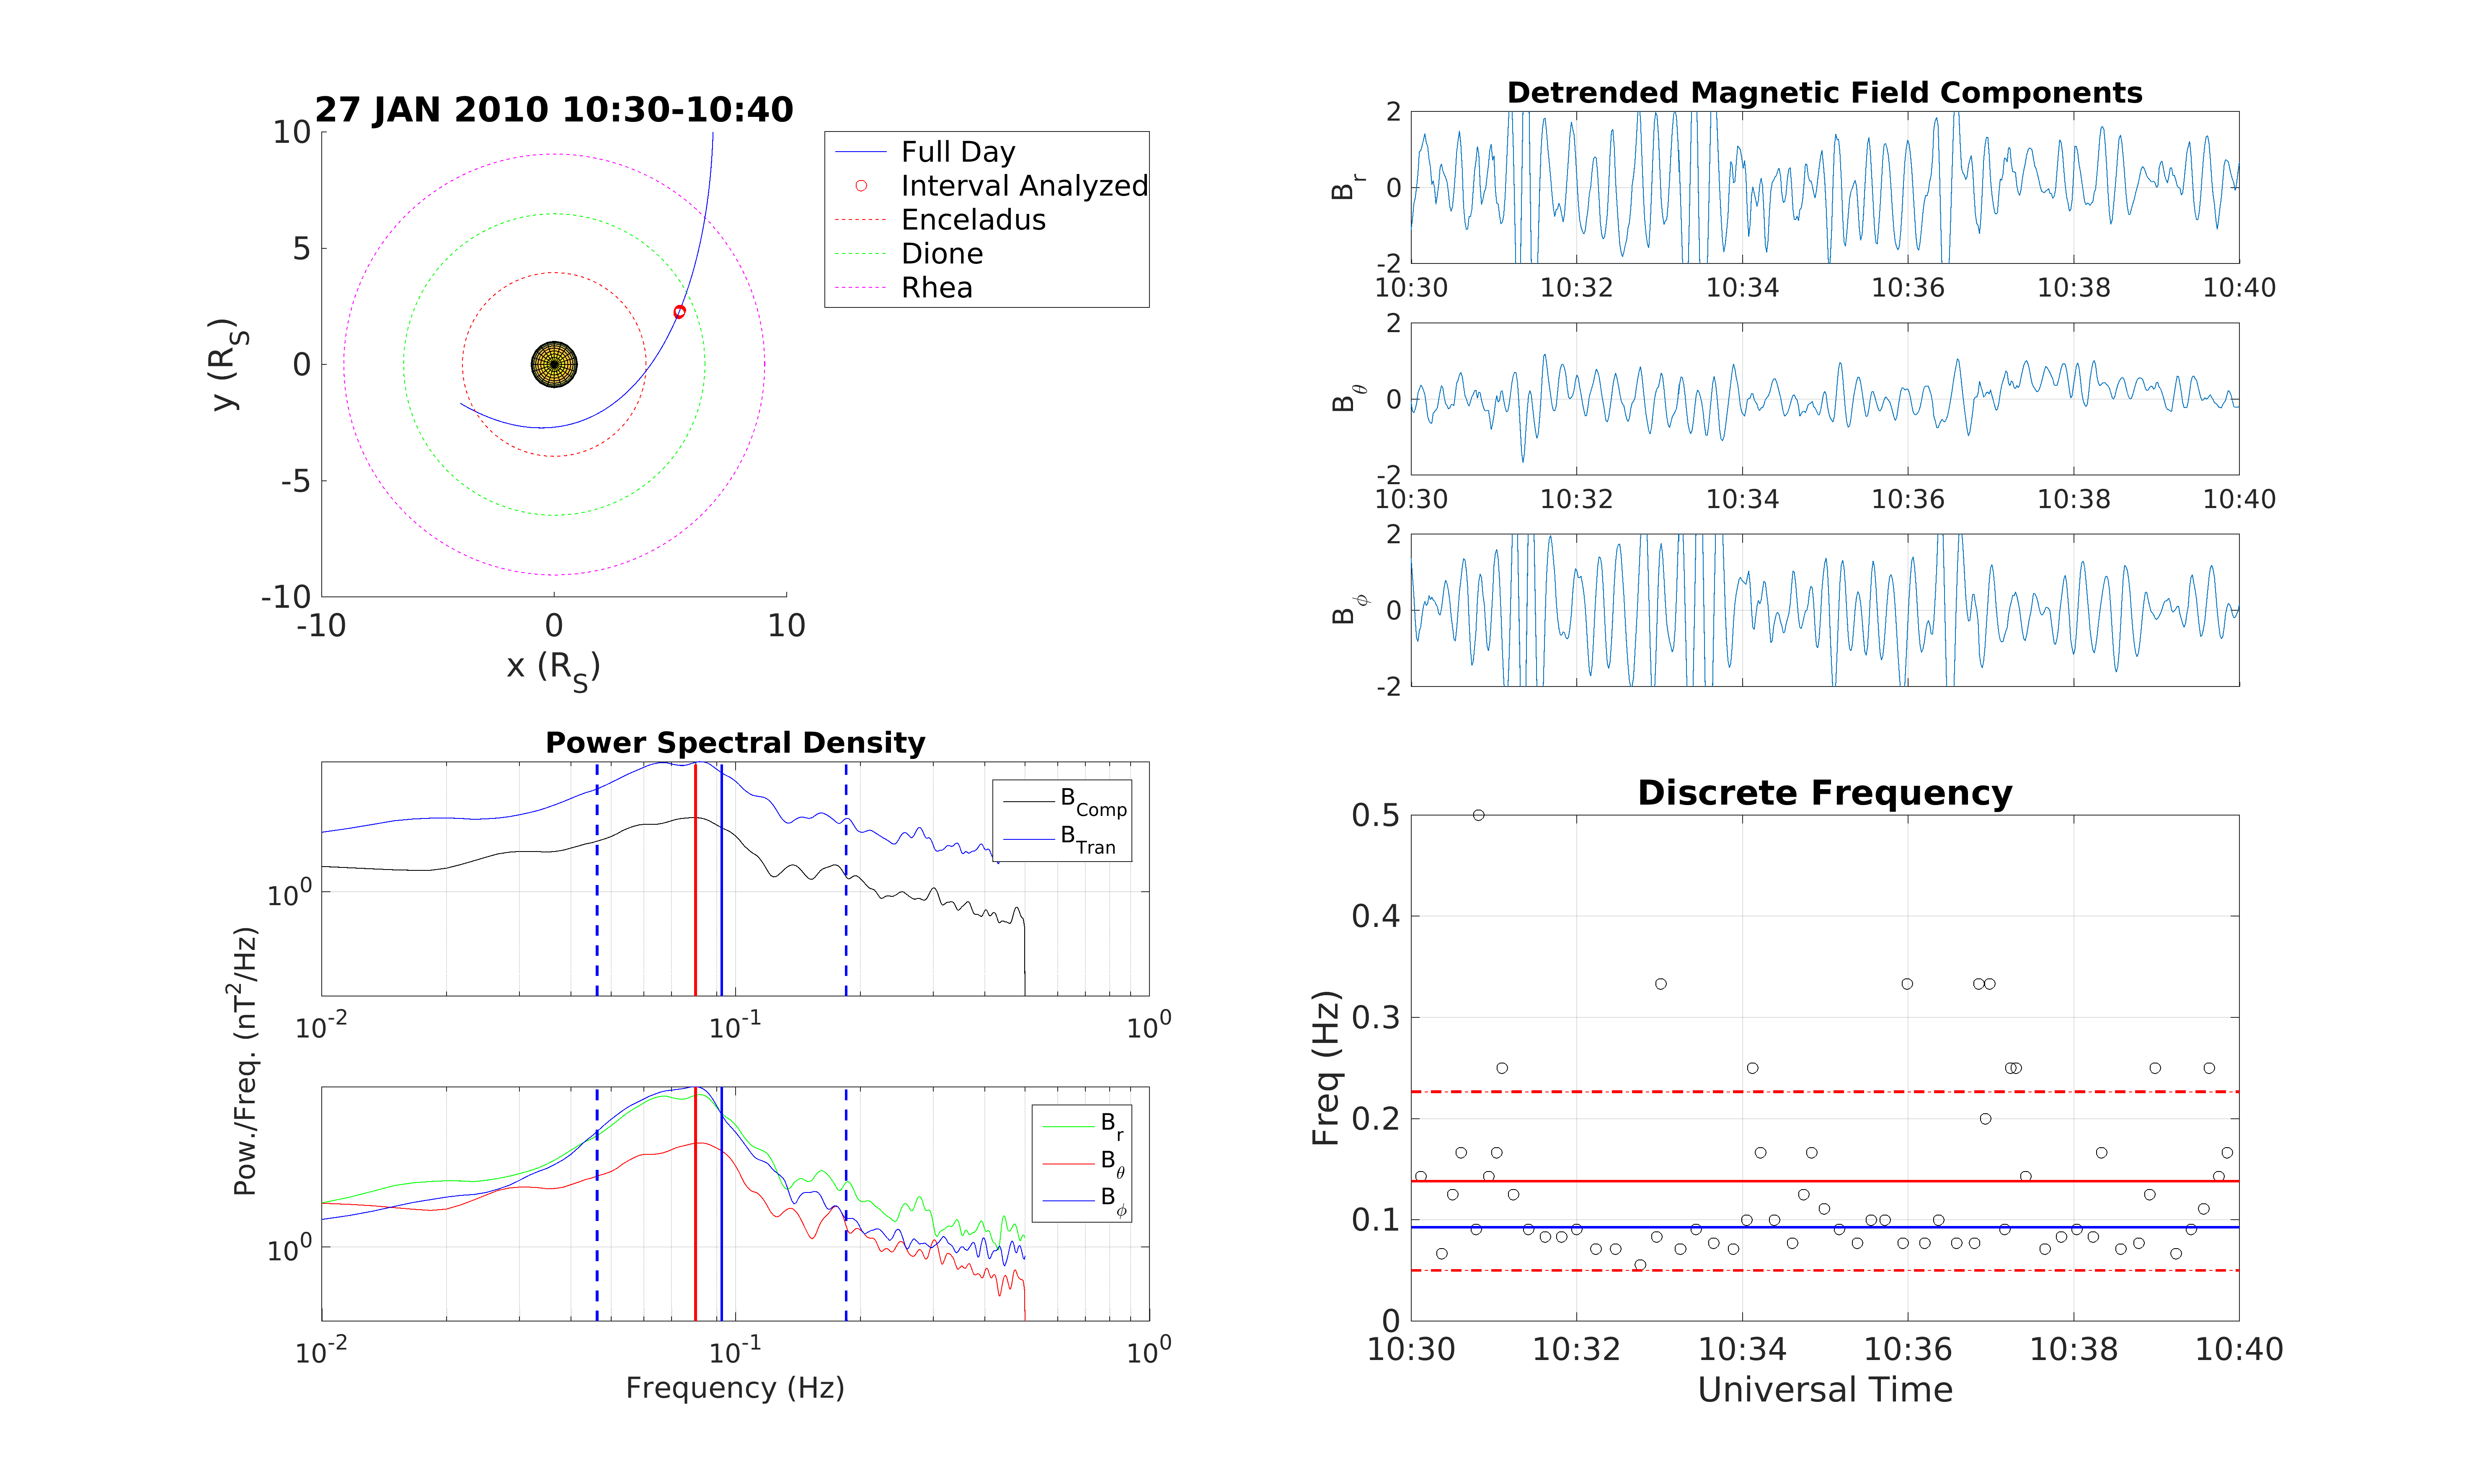 27 JAN 2010 10:30-10:40
10
5
0
-5
-10
-10 0 10
x (R_S)
y (R_S)
Full Day
Interval Analyzed
Enceladus
Dione
Rhea
Detrended Magnetic Field Components
2
0
-2
B_r
10:30 10:32 10:34 10:36 10:38 10:40
2
0
-2
B_θ
10:30 10:32 10:34 10:36 10:38 10:40
2
0
-2
B_ϕ
Power Spectral Density
10^0
B_Comp
B_Tran
10^-2 10^-1 10^0
Pow./Freq. (nT^2/Hz)
10^0
B_r
B_θ
B_ϕ
10^-2 10^-1 10^0
Frequency (Hz)
Discrete Frequency
0.5
0.4
0.3
0.2
0.1
0
Freq (Hz)
10:30 10:32 10:34 10:36 10:38 10:40
Universal Time